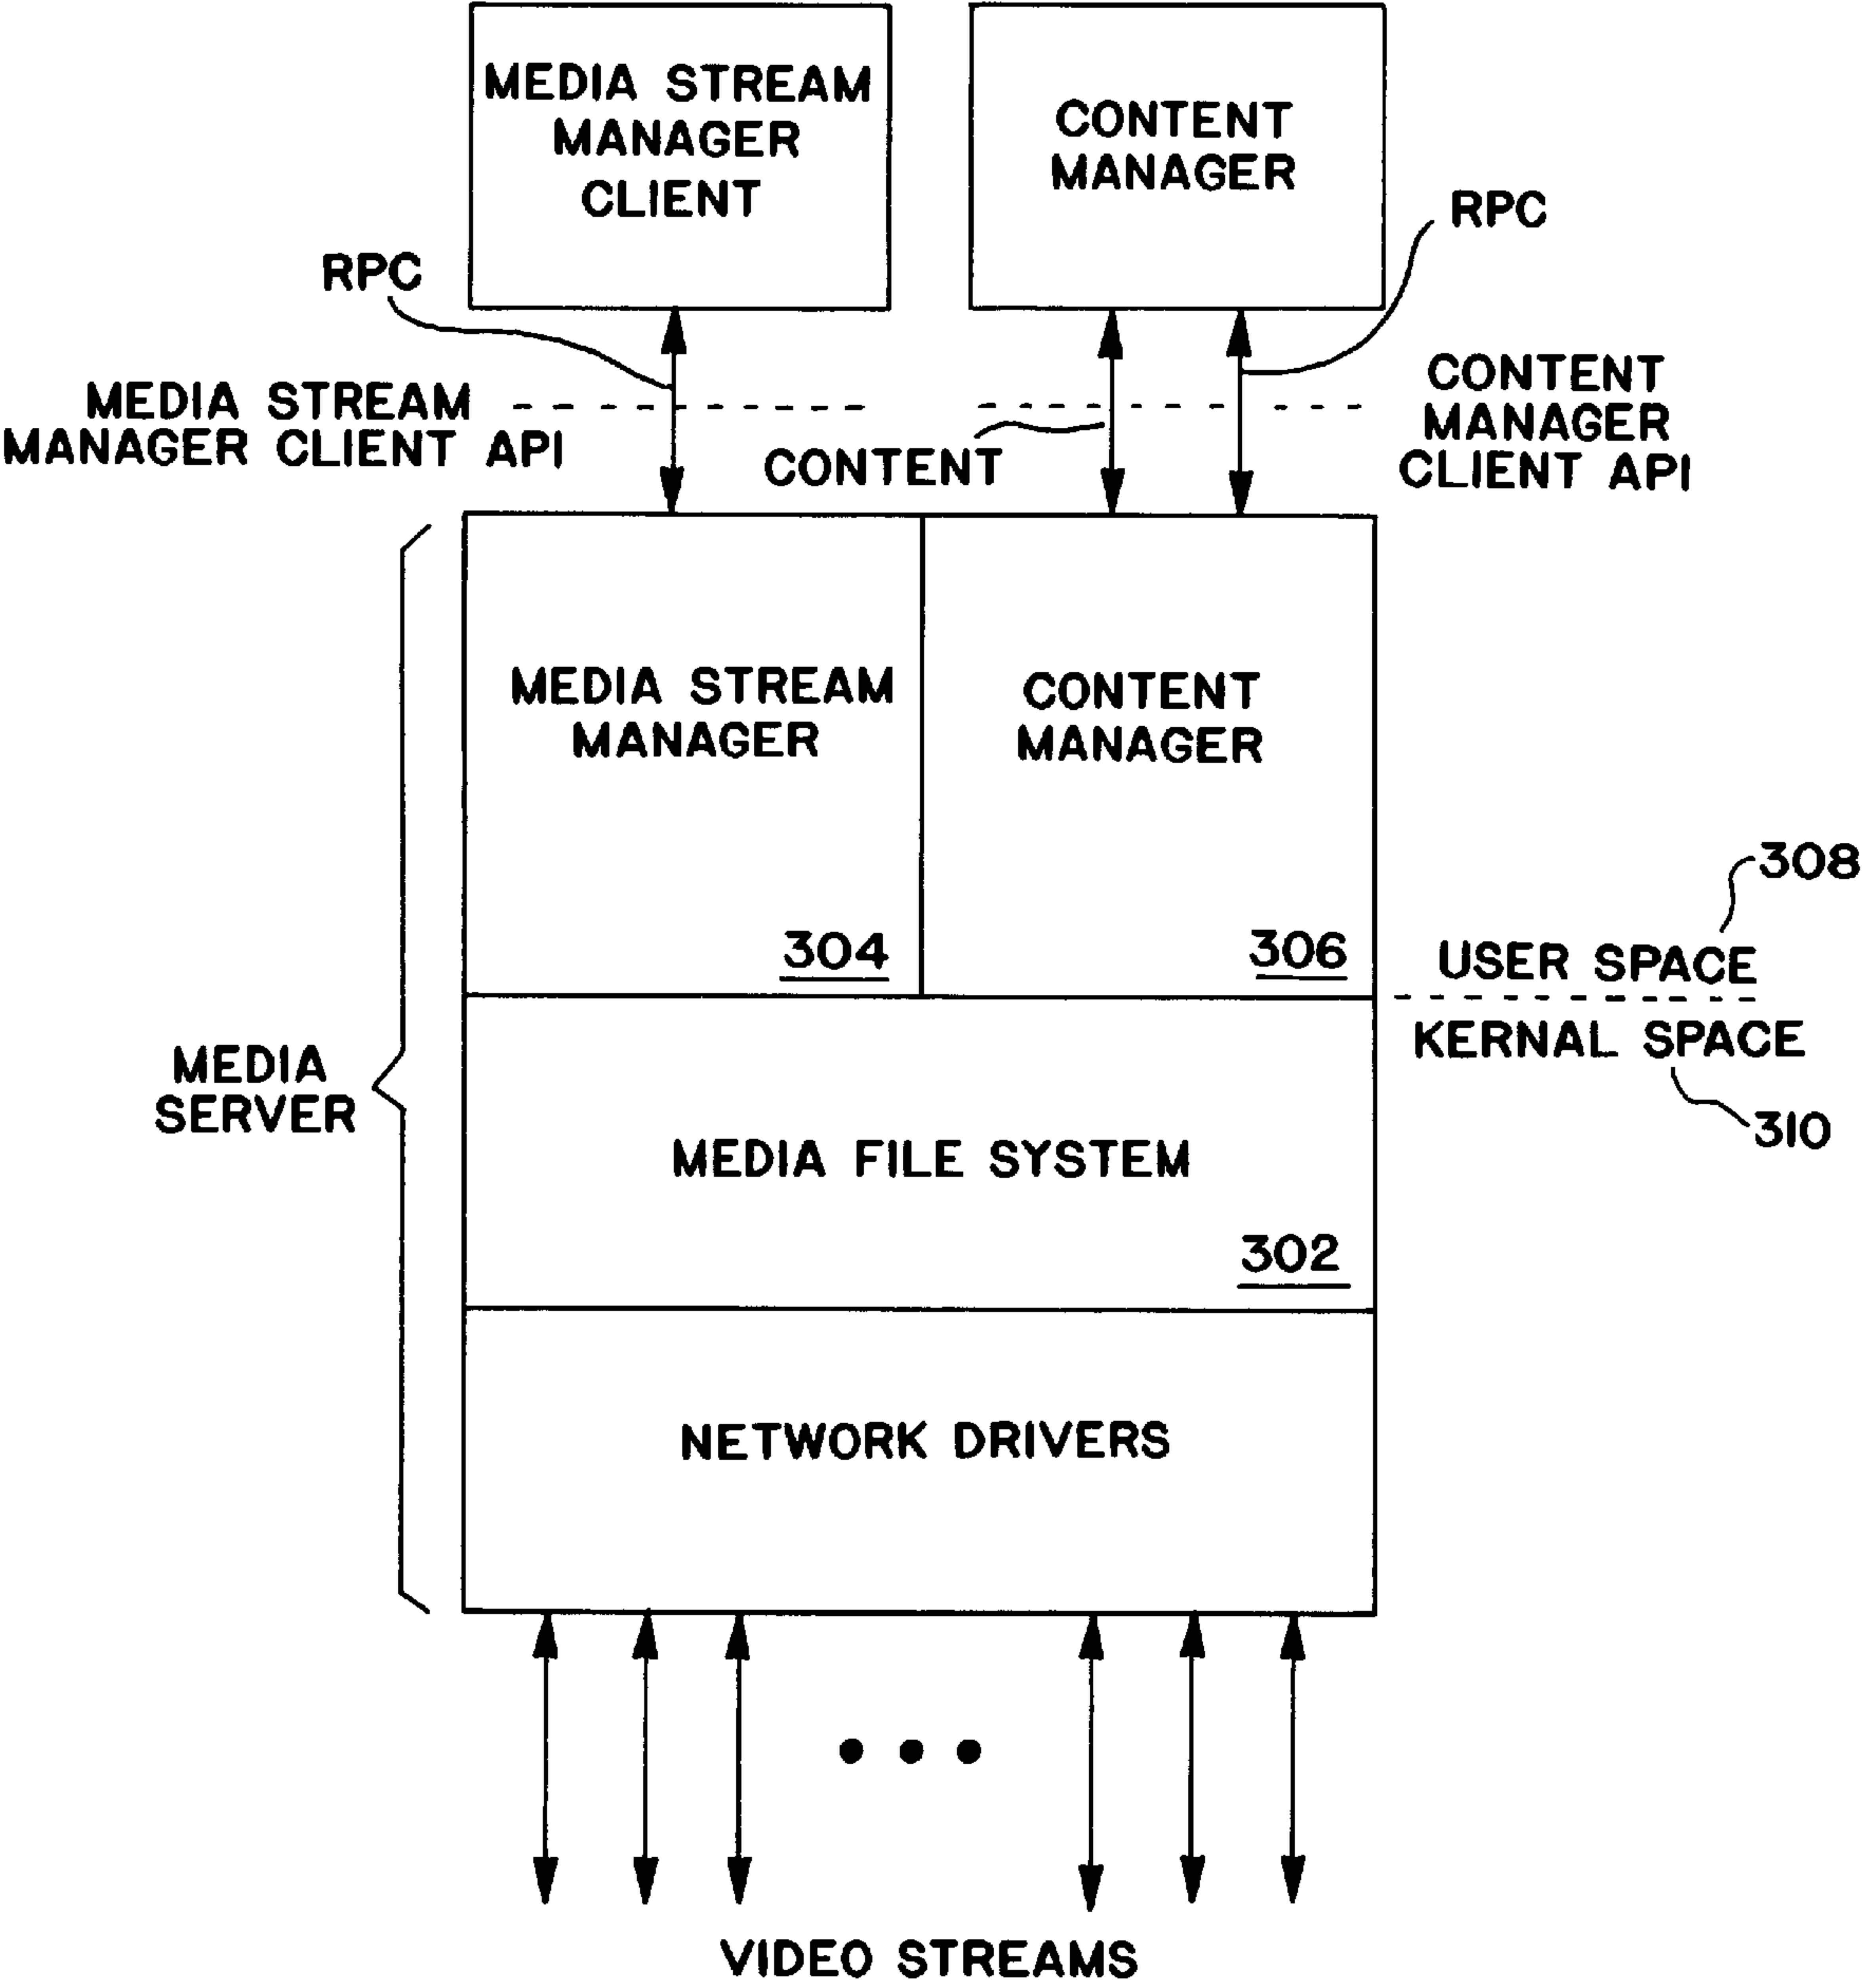 MEDIA STREAM
MANAGER
CLIENT
CONTENT
MANAGER
RPC
RPC
MEDIA STREAM
MANAGER CLIENT API
CONTENT
CONTENT
MANAGER
CLIENT API
MEDIA STREAM
MANAGER
304
CONTENT
MANAGER
306
308
USER SPACE
KERNAL SPACE
310
MEDIA
SERVER
MEDIA FILE SYSTEM
302
NETWORK DRIVERS
VIDEO STREAMS